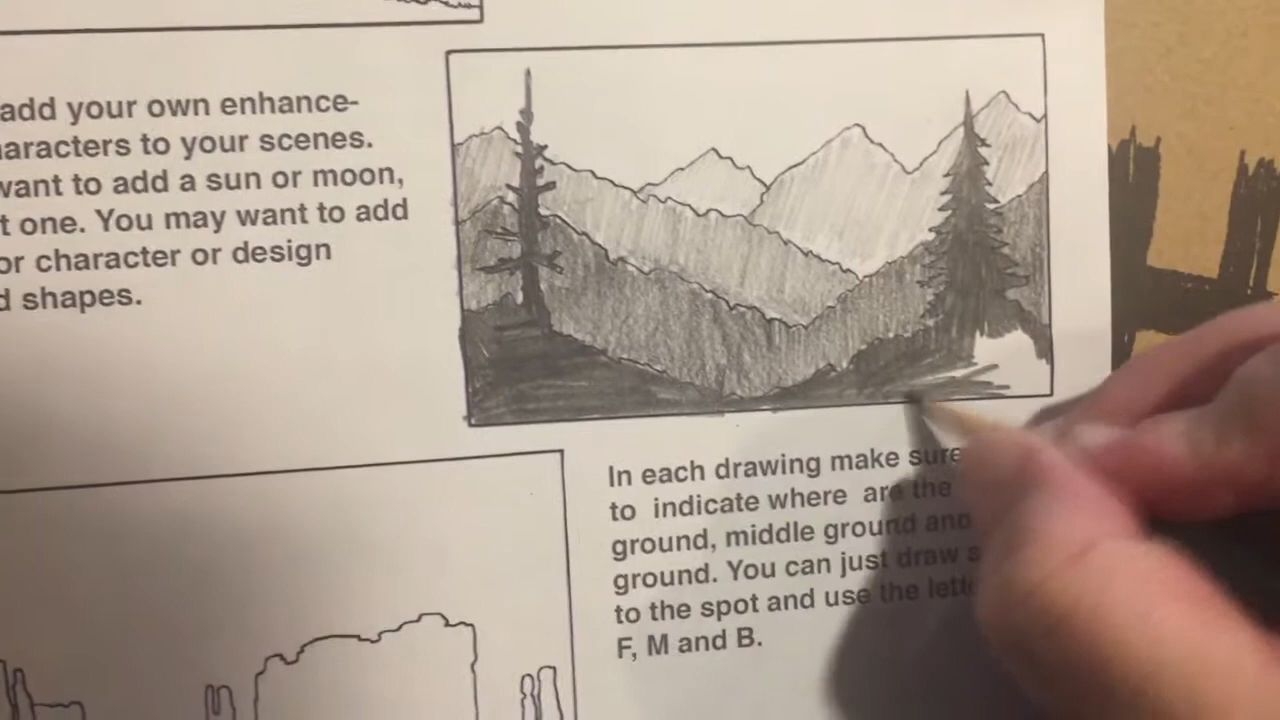 add your own enhance-
aracters to your scenes.
want to add a sun or moon,
t one. You may want to add
or character or design
d shapes.
In each drawing make sure
to indicate where are the
ground, middle ground and
ground. You can just draw
to the spot and use the
F, M and B.